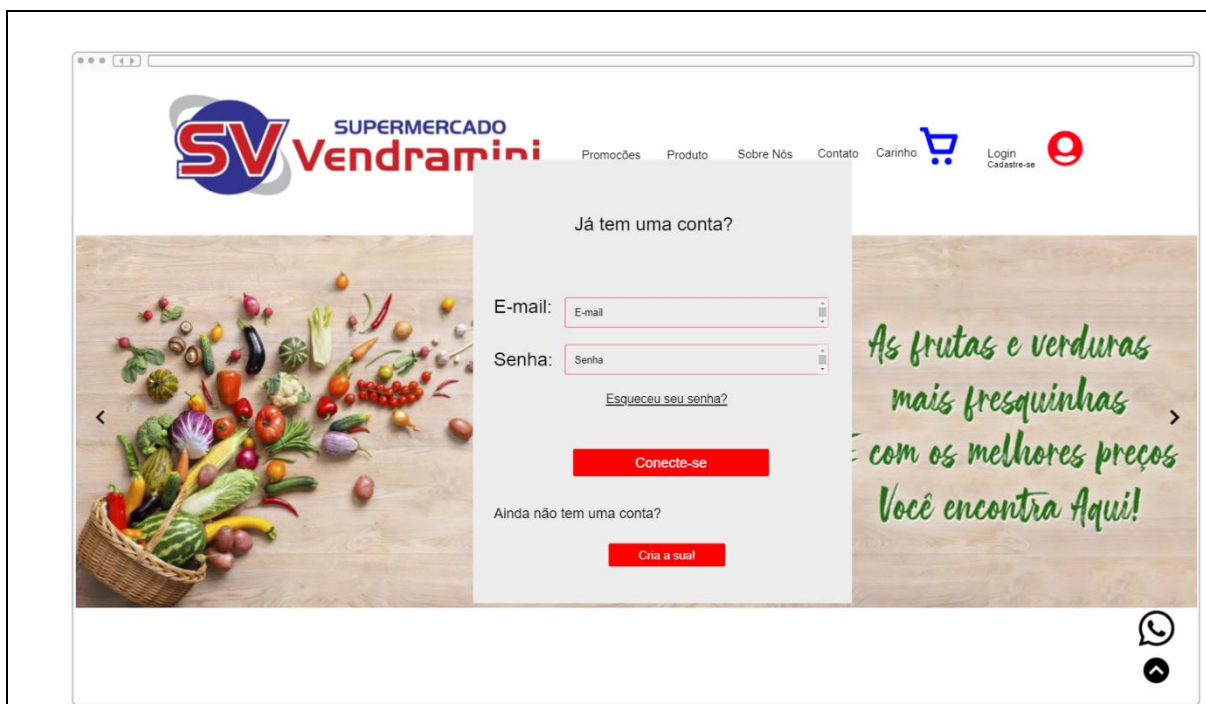 SV
SUPERMERCADO
Vendramini
Promocões Produto Sobre Nós Contato Carinho Login
Cadastre-se
Já tem uma conta?
E-mail: E-mail
Senha: Senha
Esqueceu seu senha?
Conecte-se
Ainda não tem uma conta?
Cria a sua!
As frutas e verduras
mais fresquinhas
E com os melhores preços
Você encontra Aqui!